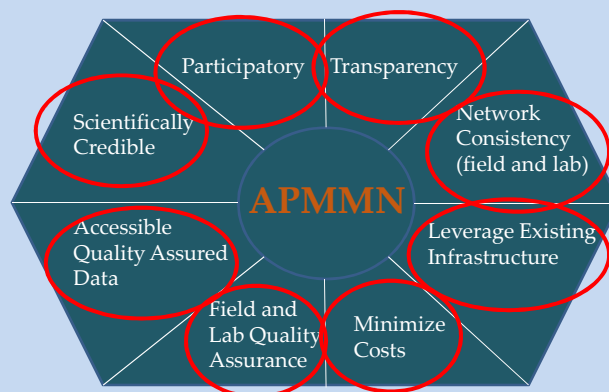 Participatory
Transparency
Scientifically
Credible
Network
Consistency
(field and lab)
APMMN
Accessible
Quality Assured
Data
Leverage Existing
Infrastructure
Field and
Lab Quality
Assurance
Minimize
Costs